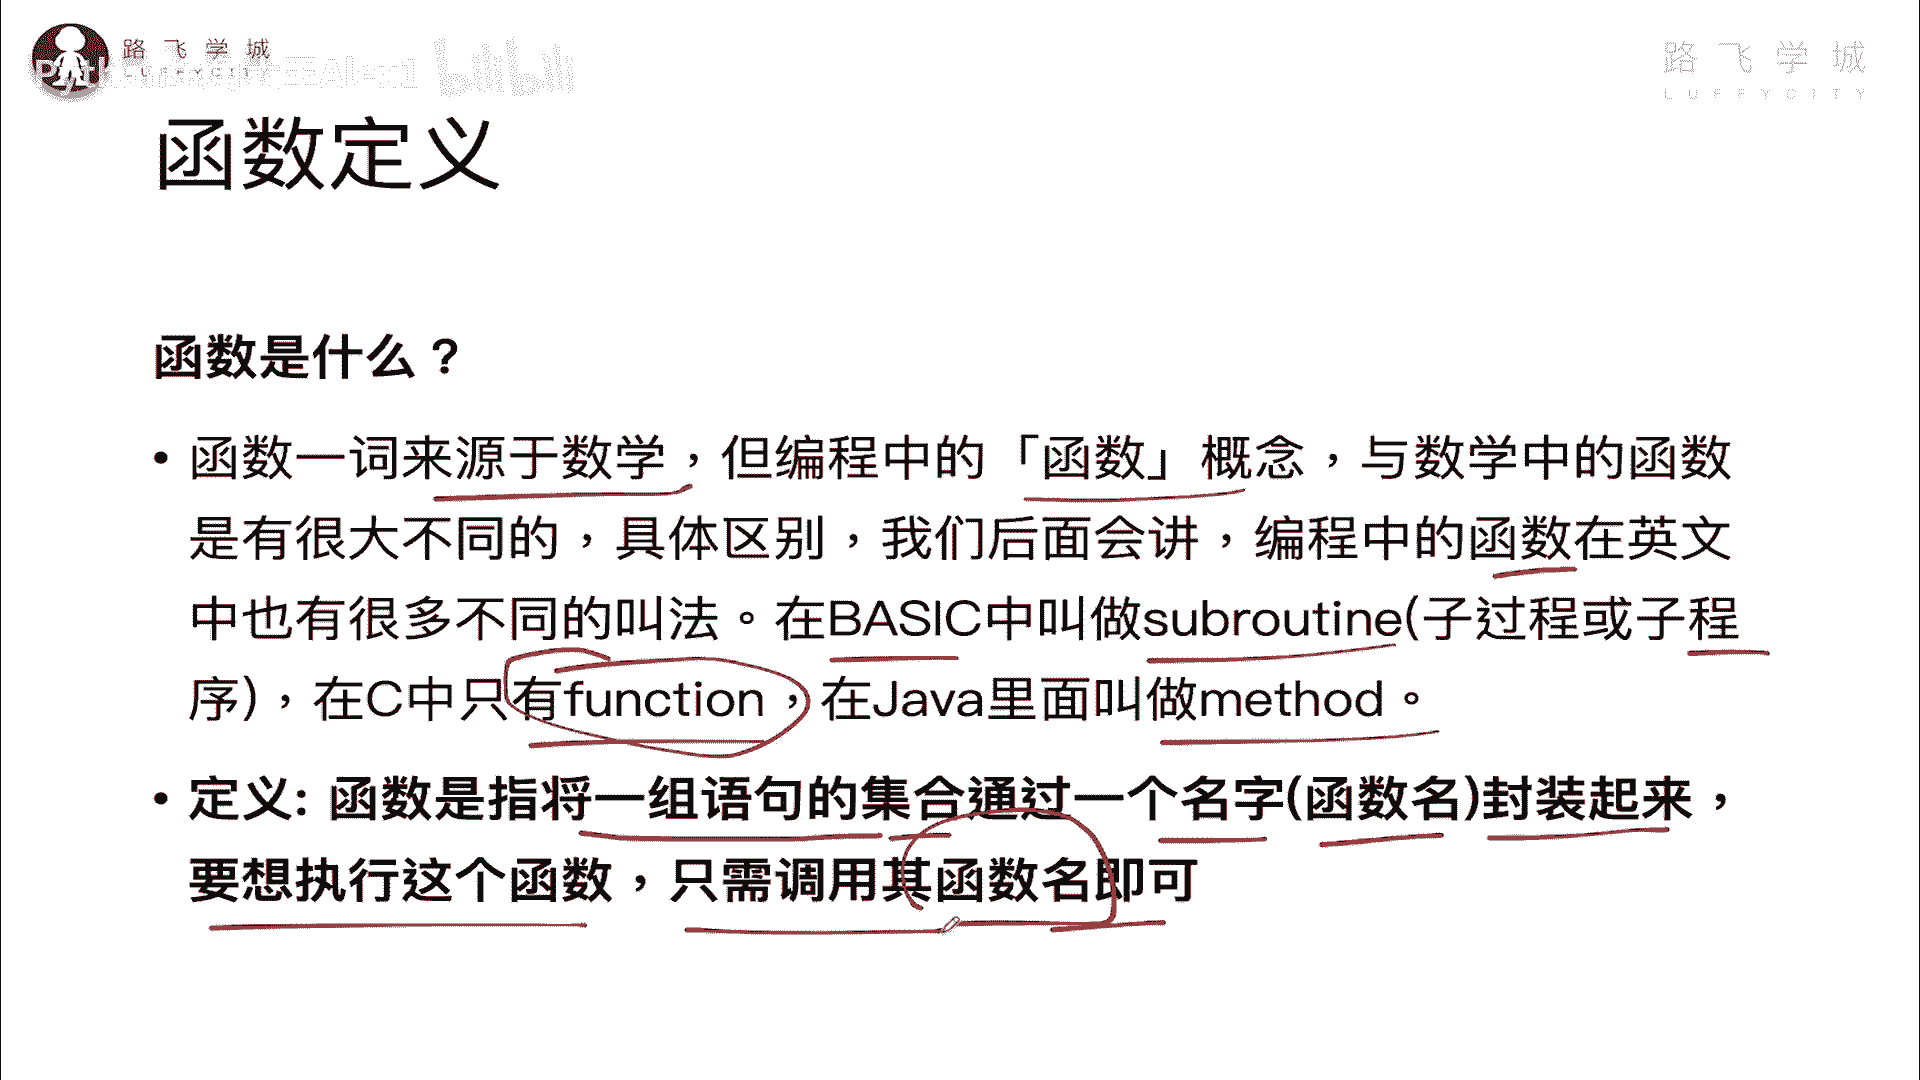 路飞学城
路飞学城
LUFFYCITY
bilibili
函数定义
函数是什么？
• 函数一词来源于数学，但编程中的「函数」概念，与数学中的函数
是有很大不同的，具体区别，我们后面会讲，编程中的函数在英文
中也有很多不同的叫法。在BASIC中叫做subroutine(子过程或子程
序)，在C中只有function，在Java里面叫做method。
• 定义: 函数是指将一组语句的集合通过一个名字(函数名)封装起来，
要想执行这个函数，只需调用其函数名即可